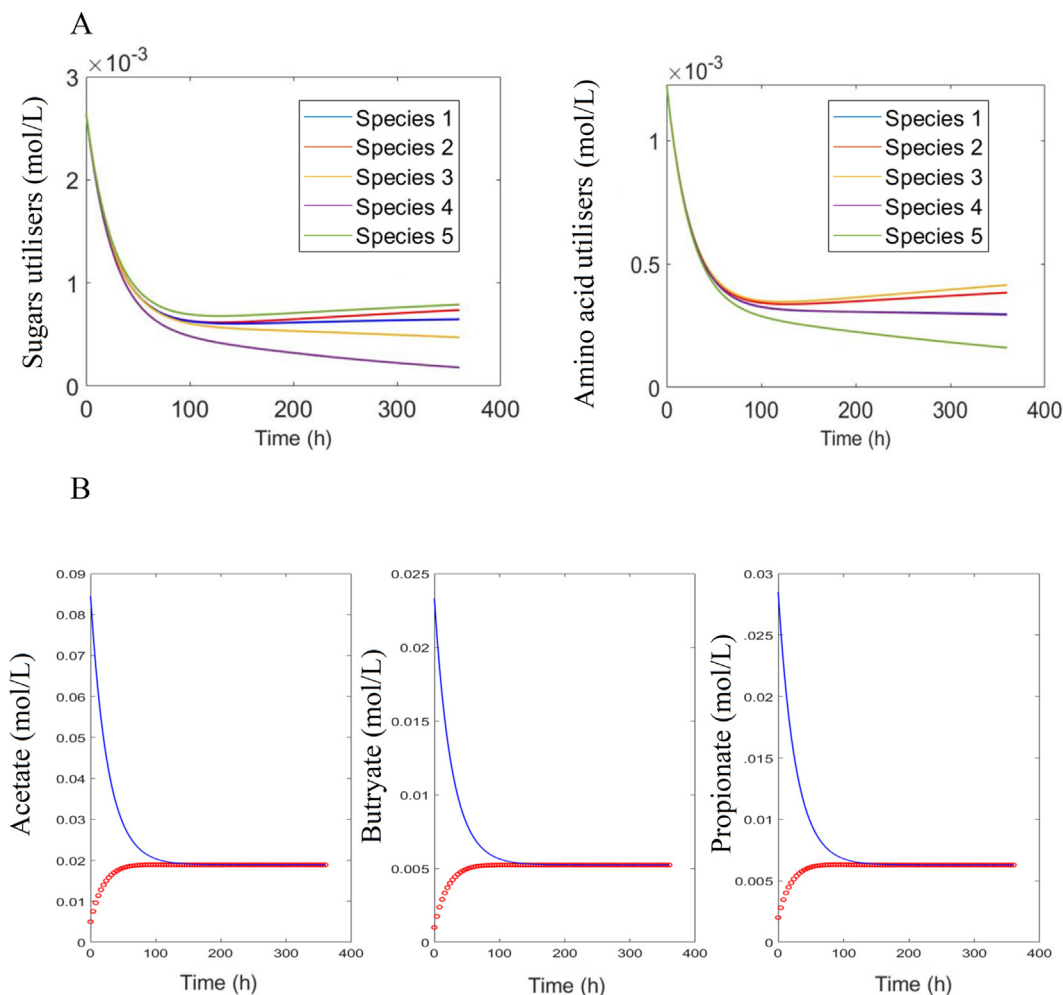 A
×10-3
3
2
1
0
0
100
200
300
400
Sugars utilisers (mol/L)
Time (h)
Species 1
Species 2
Species 3
Species 4
Species 5
×10-3
1
0.5
0
0
100
200
300
400
Amino acid utilisers (mol/L)
Time (h)
Species 1
Species 2
Species 3
Species 4
Species 5
B
0.09
0.08
0.07
0.06
0.05
0.04
0.03
0.02
0.01
0
0
100
200
300
400
Acetate (mol/L)
Time (h)
0.025
0.02
0.015
0.01
0.005
0
0
100
200
300
400
Butryate (mol/L)
Time (h)
0.03
.025
0.02
.015
0.01
0.005
0
0
100
200
300
400
Propionate (mol/L)
Time (h)